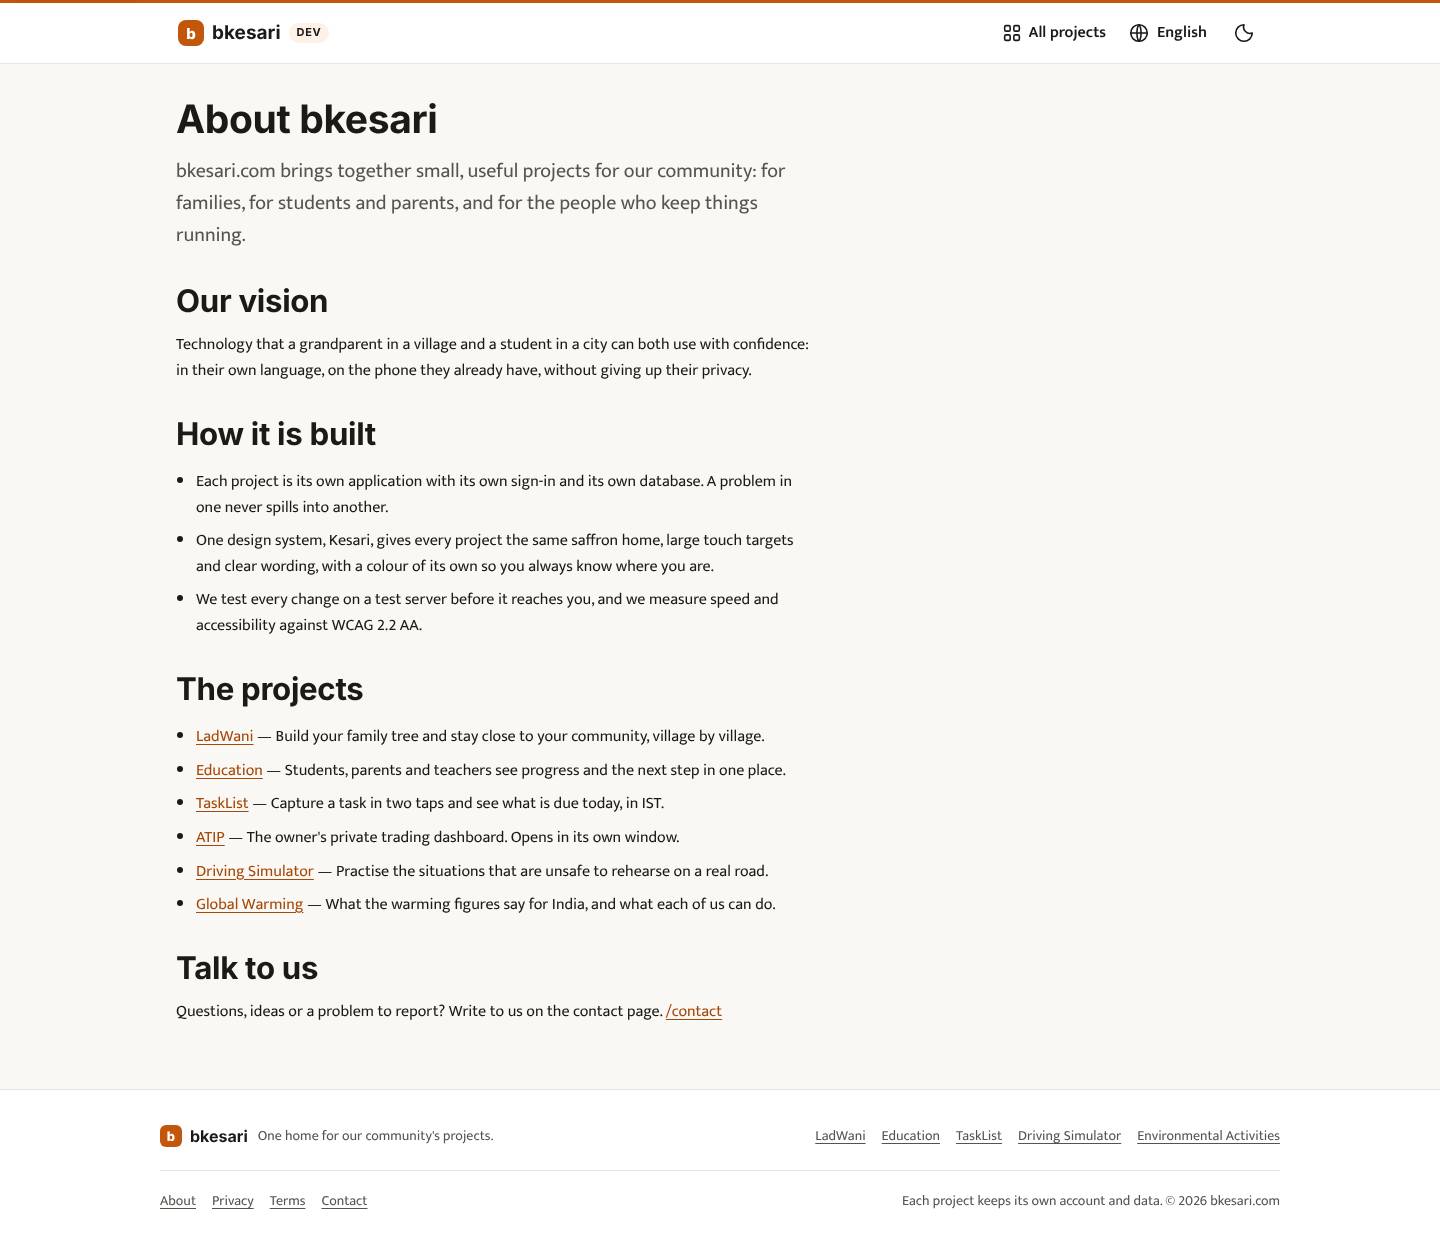 b bkesari DEV All projects English
About bkesari
bkesari.com brings together small, useful projects for our community: for
families, for students and parents, and for the people who keep things
running.
Our vision
Technology that a grandparent in a village and a student in a city can both use with confidence:
in their own language, on the phone they already have, without giving up their privacy.
How it is built
• Each project is its own application with its own sign-in and its own database. A problem in
one never spills into another.
• One design system, Kesari, gives every project the same saffron home, large touch targets
and clear wording, with a colour of its own so you always know where you are.
• We test every change on a test server before it reaches you, and we measure speed and
accessibility against WCAG 2.2 AA.
The projects
• LadWani — Build your family tree and stay close to your community, village by village.
• Education — Students, parents and teachers see progress and the next step in one place.
• TaskList — Capture a task in two taps and see what is due today, in IST.
• ATIP — The owner's private trading dashboard. Opens in its own window.
• Driving Simulator — Practise the situations that are unsafe to rehearse on a real road.
• Global Warming — What the warming figures say for India, and what each of us can do.
Talk to us
Questions, ideas or a problem to report? Write to us on the contact page. /contact
b bkesari One home for our community's projects. LadWani Education TaskList Driving Simulator Environmental Activities
About Privacy Terms Contact Each project keeps its own account and data. © 2026 bkesari.com